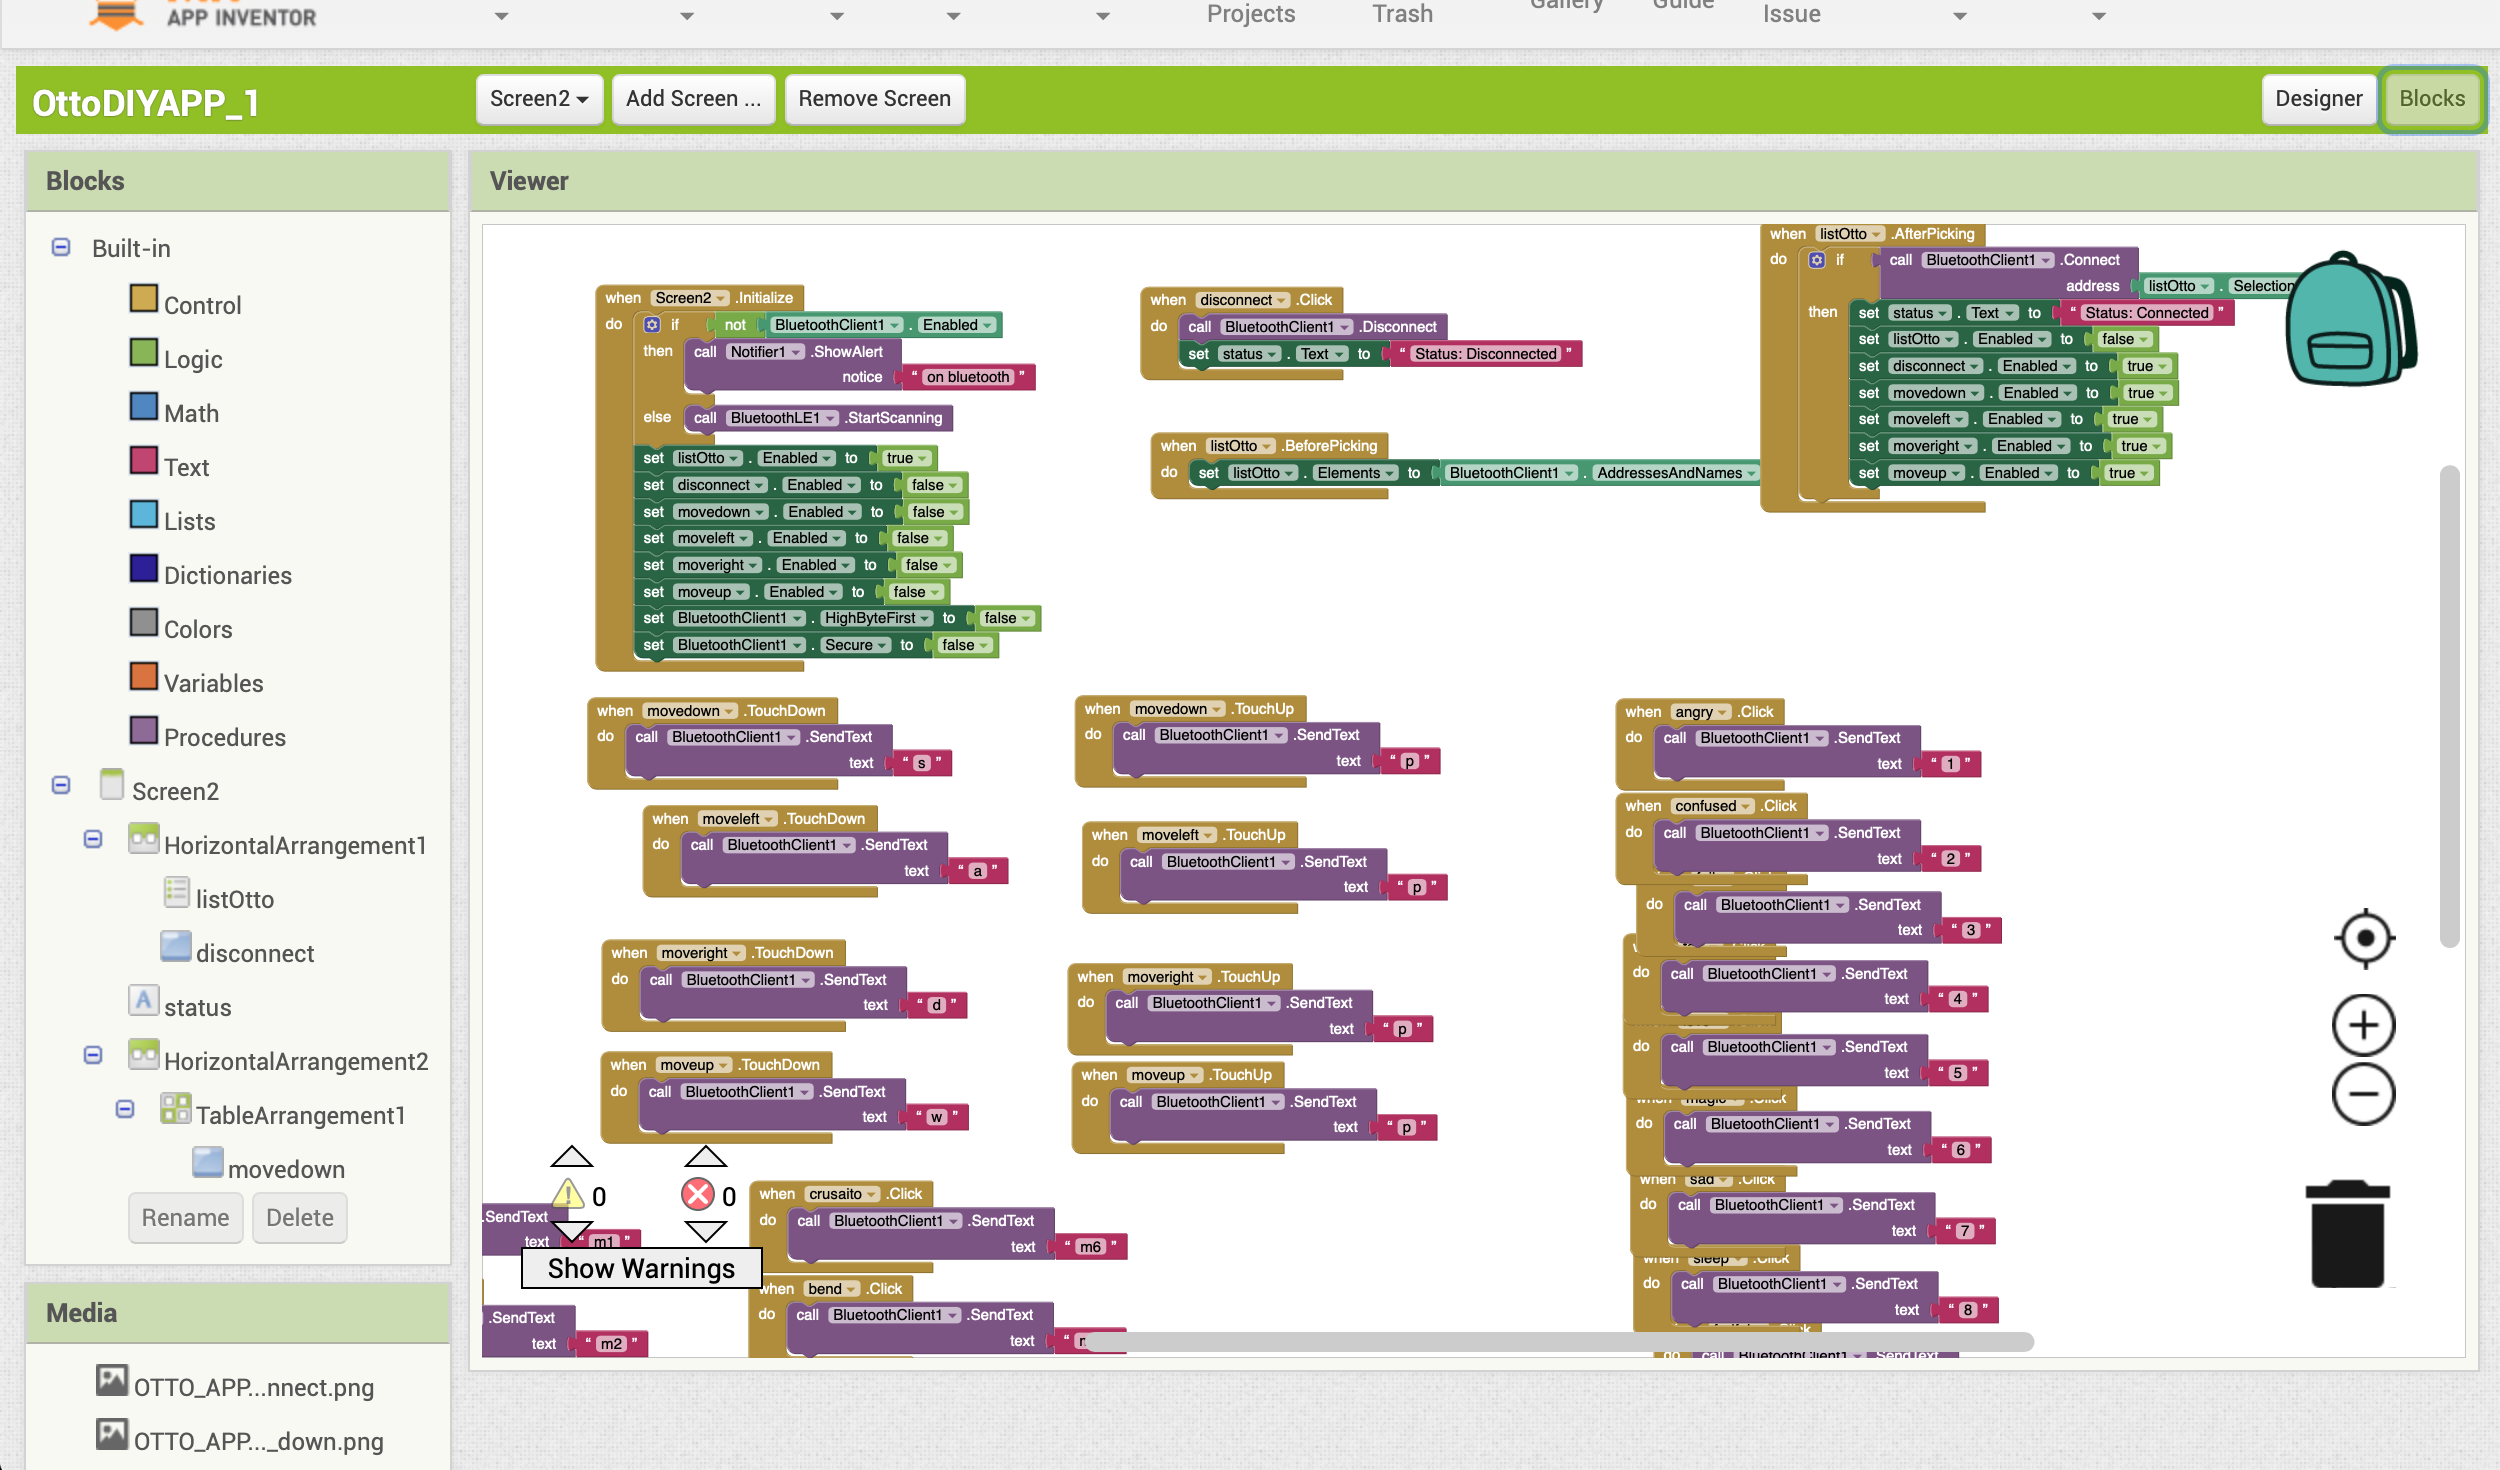 APP INVENTOR
Projects
Trash
Gallery
Guide
Issue
OttoDIYAPP_1
Screen2
Add Screen ...
Remove Screen
Designer
Blocks
Blocks
Built-in
Control
Logic
Math
Text
Lists
Dictionaries
Colors
Variables
Procedures
Screen2
HorizontalArrangement1
listOtto
disconnect
status
HorizontalArrangement2
TableArrangement1
movedown
Rename
Delete
Media
OTTO_APP...nnect.png
OTTO_APP..._down.png
Viewer
when Screen2 .Initialize
do if not BluetoothClient1 . Enabled
then call Notifier1 .ShowAlert
notice " on bluetooth "
else call BluetoothLE1 .StartScanning
set listOtto . Enabled to true
set disconnect . Enabled to false
set movedown . Enabled to false
set moveleft . Enabled to false
set moveright . Enabled to false
set moveup . Enabled to false
set BluetoothClient1 . HighByteFirst to false
set BluetoothClient1 . Secure to false
when disconnect .Click
do call BluetoothClient1 .Disconnect
set status . Text to " Status: Disconnected "
when listOtto .BeforePicking
do set listOtto . Elements to BluetoothClient1 . AddressesAndNames
when listOtto .AfterPicking
do if call BluetoothClient1 .Connect
address listOtto . Selection
then set status . Text to " Status: Connected "
set listOtto . Enabled to false
set disconnect . Enabled to true
set movedown . Enabled to true
set moveleft . Enabled to true
set moveright . Enabled to true
set moveup . Enabled to true
when movedown .TouchDown
do call BluetoothClient1 .SendText
text " s "
when moveleft .TouchDown
do call BluetoothClient1 .SendText
text " a "
when moveright .TouchDown
do call BluetoothClient1 .SendText
text " d "
when moveup .TouchDown
do call BluetoothClient1 .SendText
text " w "
when movedown .TouchUp
do call BluetoothClient1 .SendText
text " p "
when moveleft .TouchUp
do call BluetoothClient1 .SendText
text " p "
when moveright .TouchUp
do call BluetoothClient1 .SendText
text " p "
when moveup .TouchUp
do call BluetoothClient1 .SendText
text " p "
when angry .Click
do call BluetoothClient1 .SendText
text " 1 "
when confused .Click
do call BluetoothClient1 .SendText
text " 2 "
do call BluetoothClient1 .SendText
text " 3 "
do call BluetoothClient1 .SendText
text " 4 "
do call BluetoothClient1 .SendText
text " 5 "
when magic .Click
do call BluetoothClient1 .SendText
text " 6 "
when sad .Click
do call BluetoothClient1 .SendText
text " 7 "
when sleep .Click
do call BluetoothClient1 .SendText
text " 8 "
do call BluetoothClient1 .SendText
.SendText
text " m1 "
.SendText
text " m2 "
0
0
Show Warnings
when crusaito .Click
do call BluetoothClient1 .SendText
text " m6 "
when bend .Click
do call BluetoothClient1 .SendText
text "